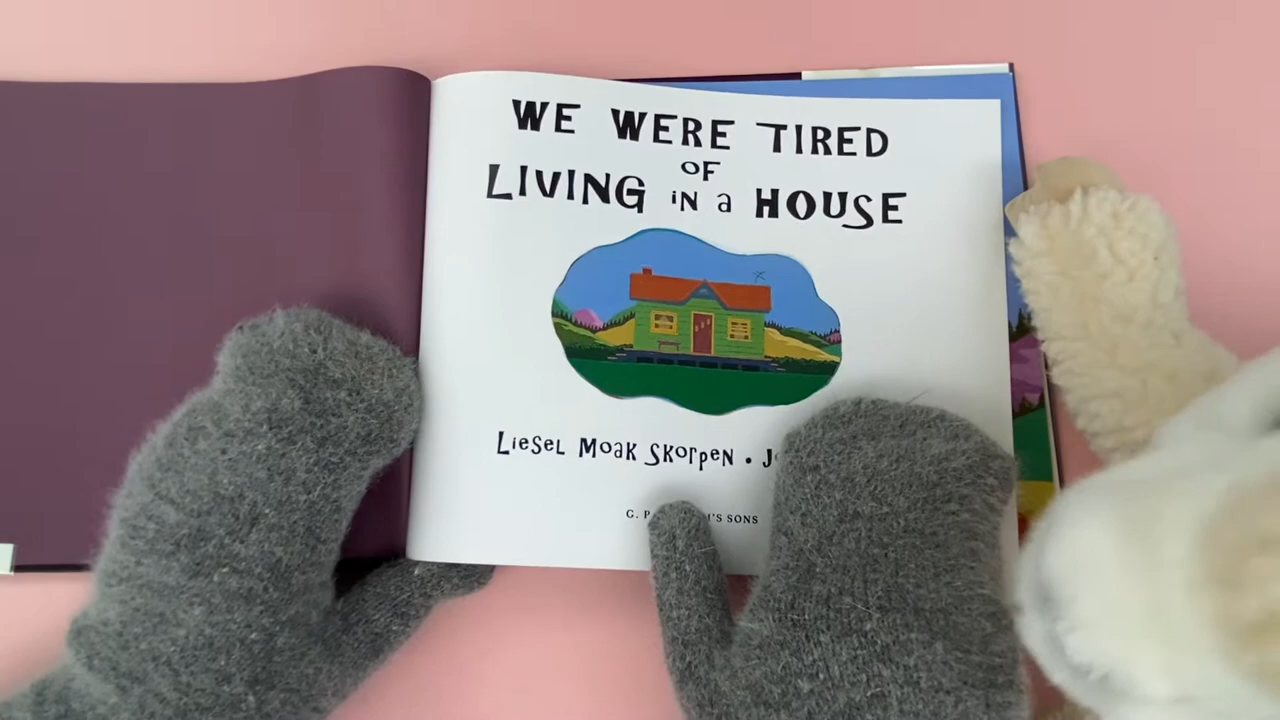 WE WERE TIRED
OF
LIVING iN a HOUSE
LieSeL MoaK SKorPeN •
G. 'S SONS